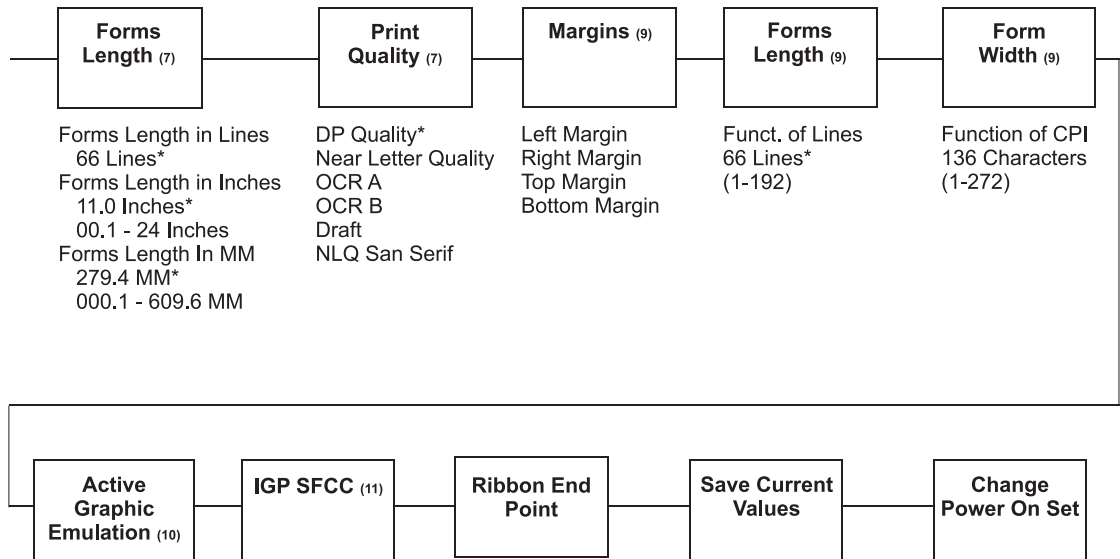 Forms
Length (7)
Forms Length in Lines
66 Lines*
Forms Length in Inches
11.0 Inches*
00.1 - 24 Inches
Forms Length In MM
279.4 MM*
000.1 - 609.6 MM
Print
Quality (7)
DP Quality*
Near Letter Quality
OCR A
OCR B
Draft
NLQ San Serif
Margins (9)
Left Margin
Right Margin
Top Margin
Bottom Margin
Forms
Length (9)
Funct. of Lines
66 Lines*
(1-192)
Form
Width (9)
Function of CPI
136 Characters
(1-272)
Active
Graphic
Emulation (10)
IGP SFCC (11)
Ribbon End
Point
Save Current
Values
Change
Power On Set